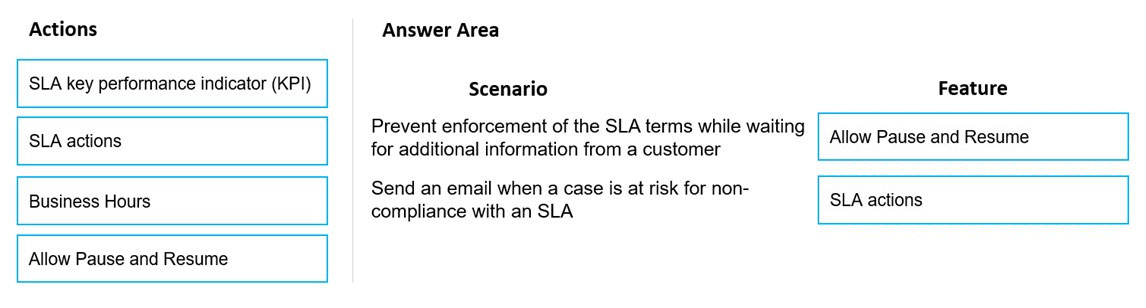 Actions
SLA key performance indicator (KPI)
SLA actions
Business Hours
Allow Pause and Resume
Answer Area
Scenario
Feature
Prevent enforcement of the SLA terms while waiting
for additional information from a customer
Allow Pause and Resume
Send an email when a case is at risk for non-
compliance with an SLA
SLA actions